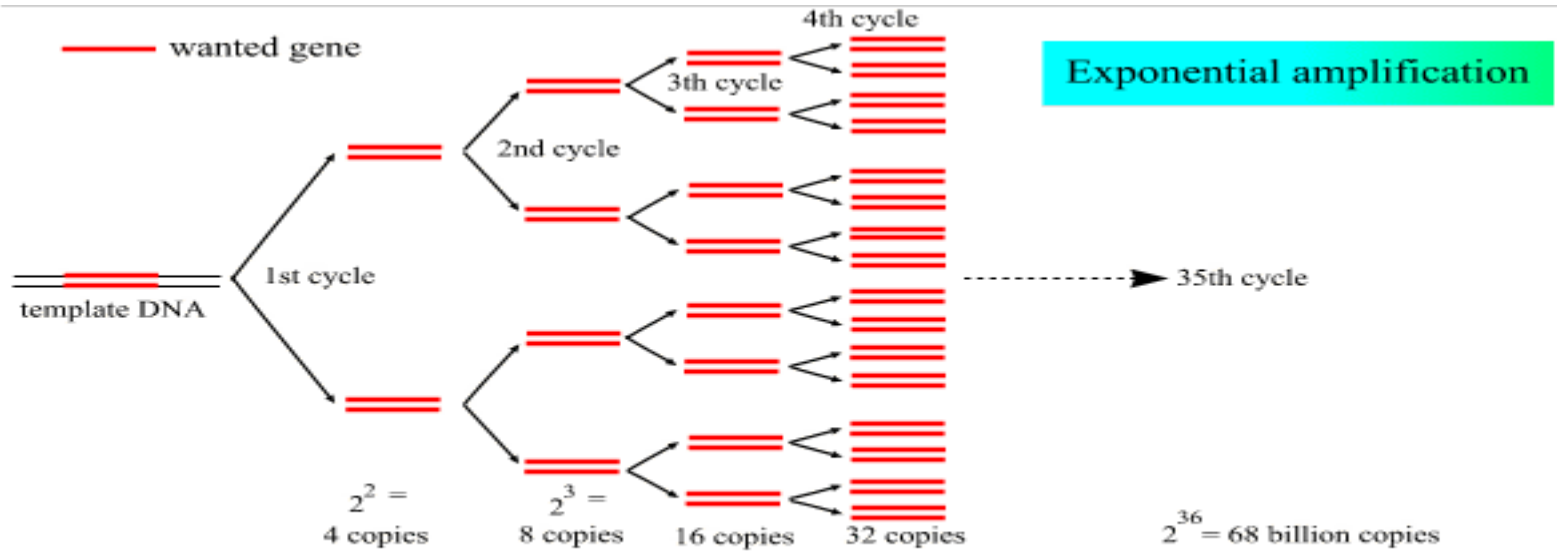 4th cycle
wanted gene
Exponential amplification
3th cycle
2nd cycle
1st cycle
35th cycle
template DNA
2² =
4 copies
2³ =
8 copies
16 copies
32 copies
2³⁶= 68 billion copies